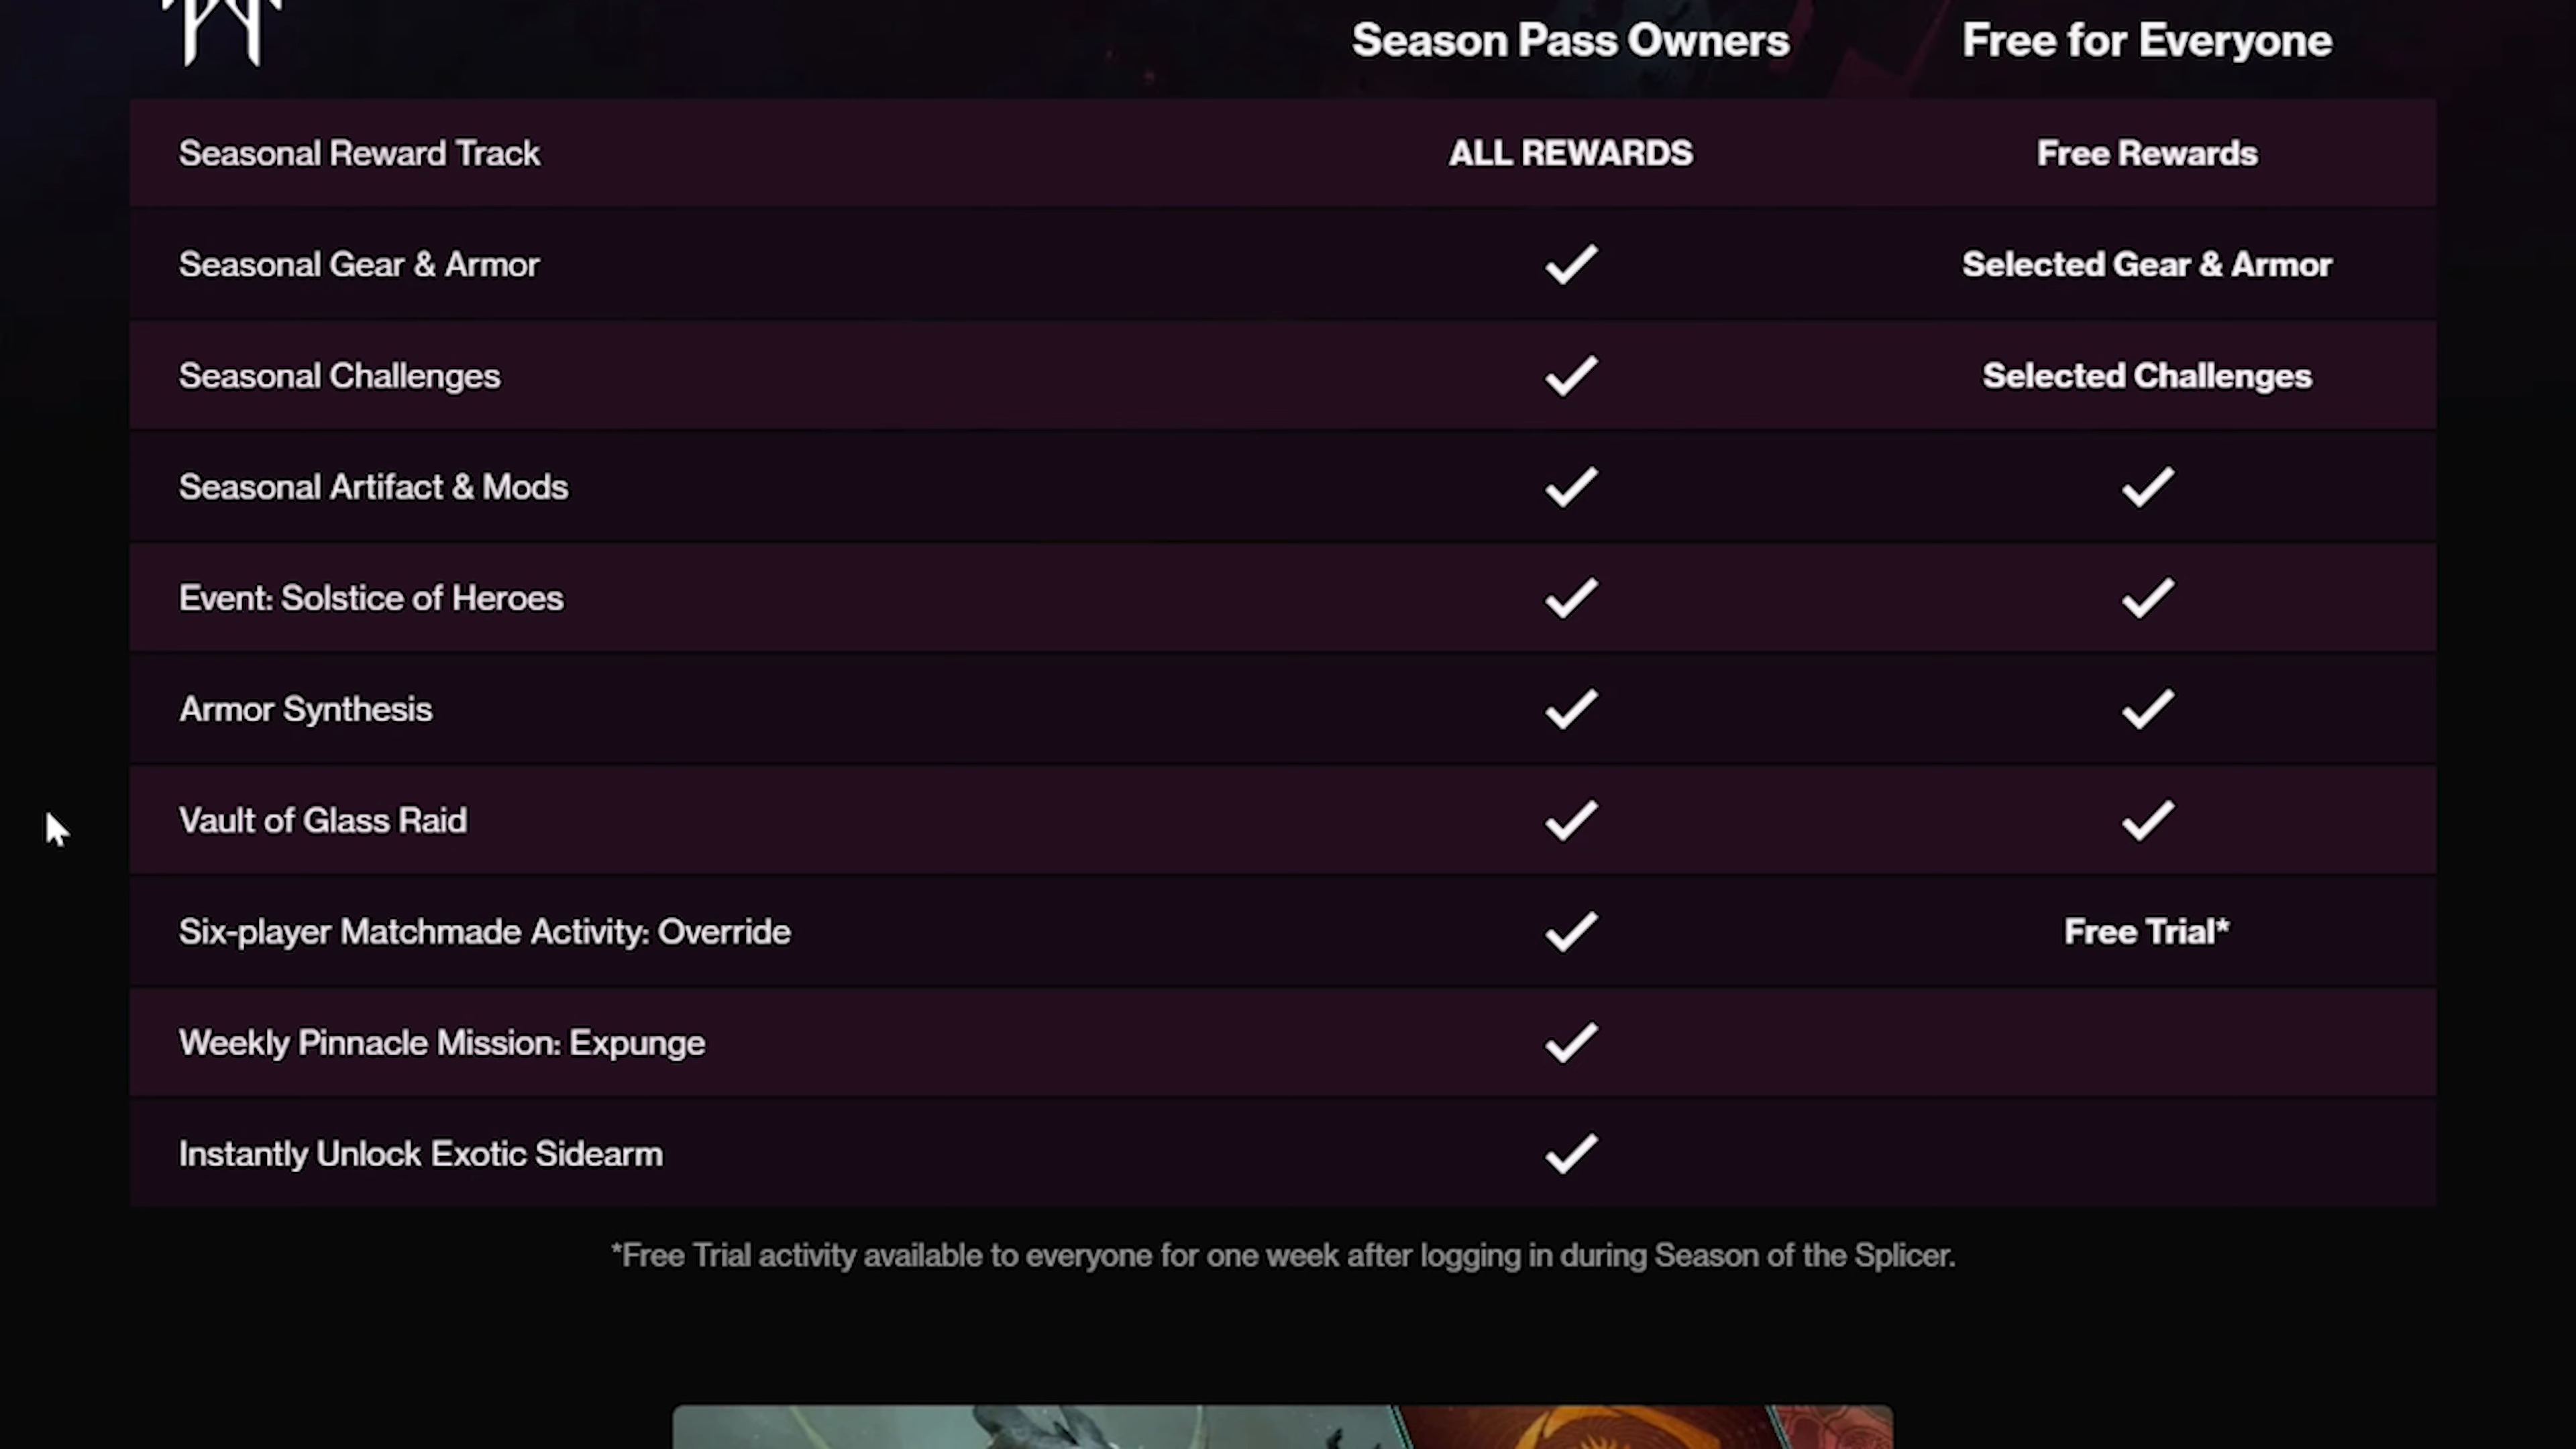 Season Pass Owners Free for Everyone
Seasonal Reward Track ALL REWARDS Free Rewards
Seasonal Gear & Armor Selected Gear & Armor
Seasonal Challenges Selected Challenges
Seasonal Artifact & Mods
Event: Solstice of Heroes
Armor Synthesis
Vault of Glass Raid
Six-player Matchmade Activity: Override Free Trial*
Weekly Pinnacle Mission: Expunge
Instantly Unlock Exotic Sidearm
*Free Trial activity available to everyone for one week after logging in during Season of the Splicer.